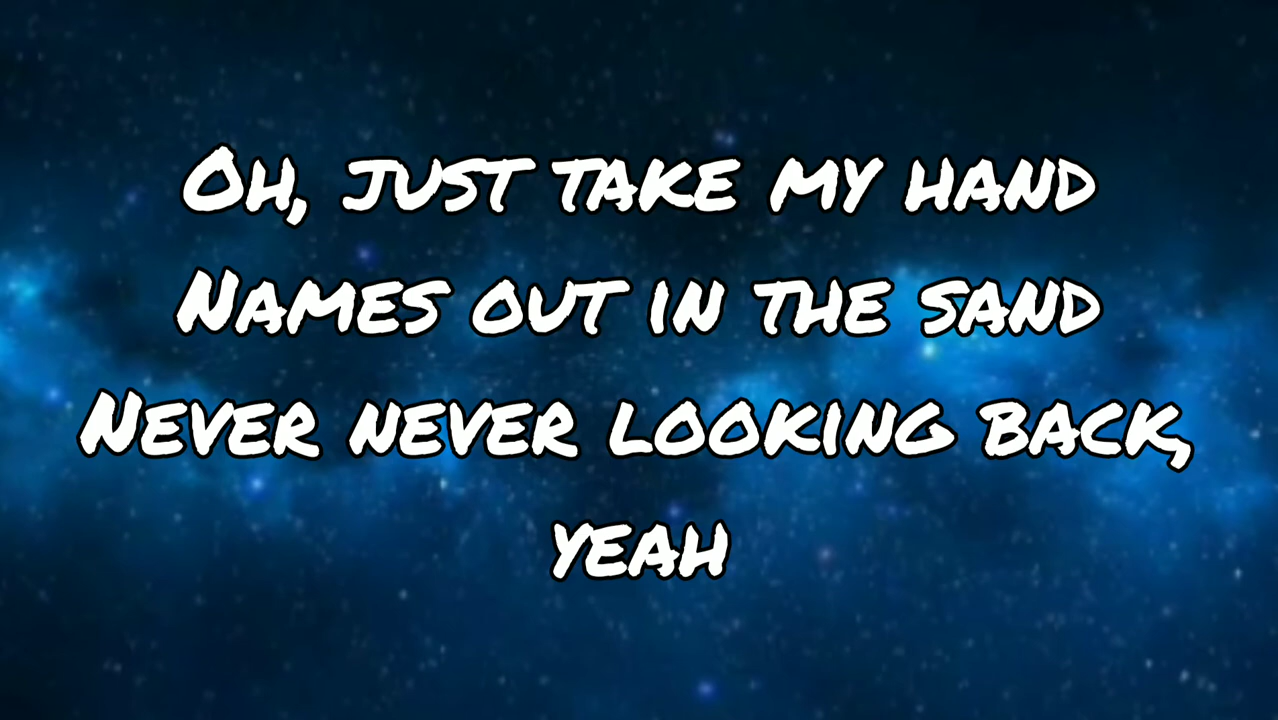 Oh, just take my hand
Names out in the sand
Never never looking back,
yeah